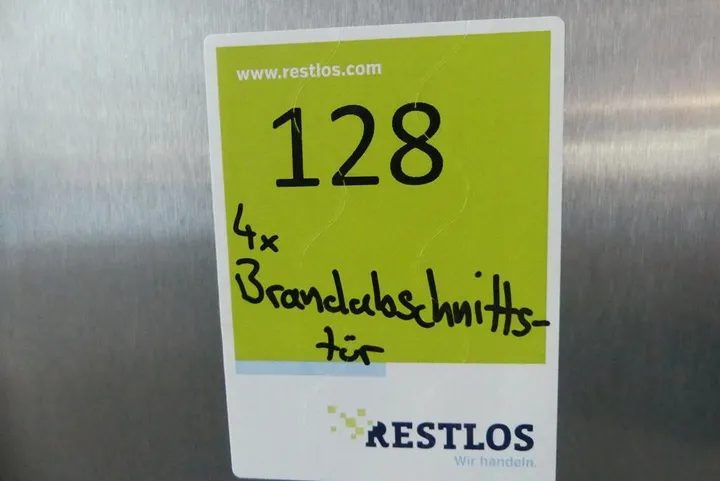 www.restlos.com
128
4x
Brandabschnitts-
tür
RESTLOS
Wir handeln.